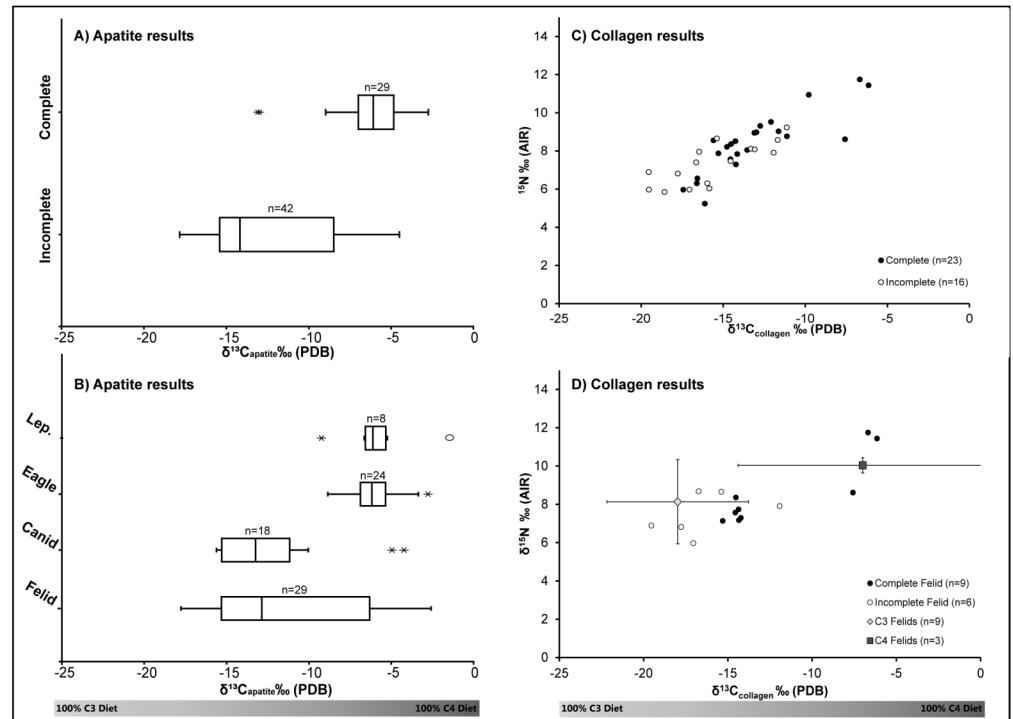 A) Apatite results
Complete
Incomplete
n=29
n=42
-25
-20
-15
-10
-5
0
δ¹³Capatite‰ (PDB)
B) Apatite results
Lep.
Eagle
Canid
Felid
n=8
n=24
n=18
n=29
-25
-20
-15
-10
-5
0
δ¹³Capatite‰ (PDB)
100% C3 Diet
100% C4 Diet
C) Collagen results
¹⁵N ‰ (AIR)
14
12
10
8
6
4
2
0
Complete (n=23)
Incomplete (n=16)
-25
-20
-15
-10
-5
0
δ¹³Ccollagen ‰ (PDB)
D) Collagen results
δ¹⁵N ‰ (AIR)
14
12
10
8
6
4
2
0
Complete Felid (n=9)
Incomplete Felid (n=6)
C3 Felids (n=9)
C4 Felids (n=3)
-25
-20
-15
-10
-5
0
δ¹³Ccollagen ‰ (PDB)
100% C3 Diet
100% C4 Diet